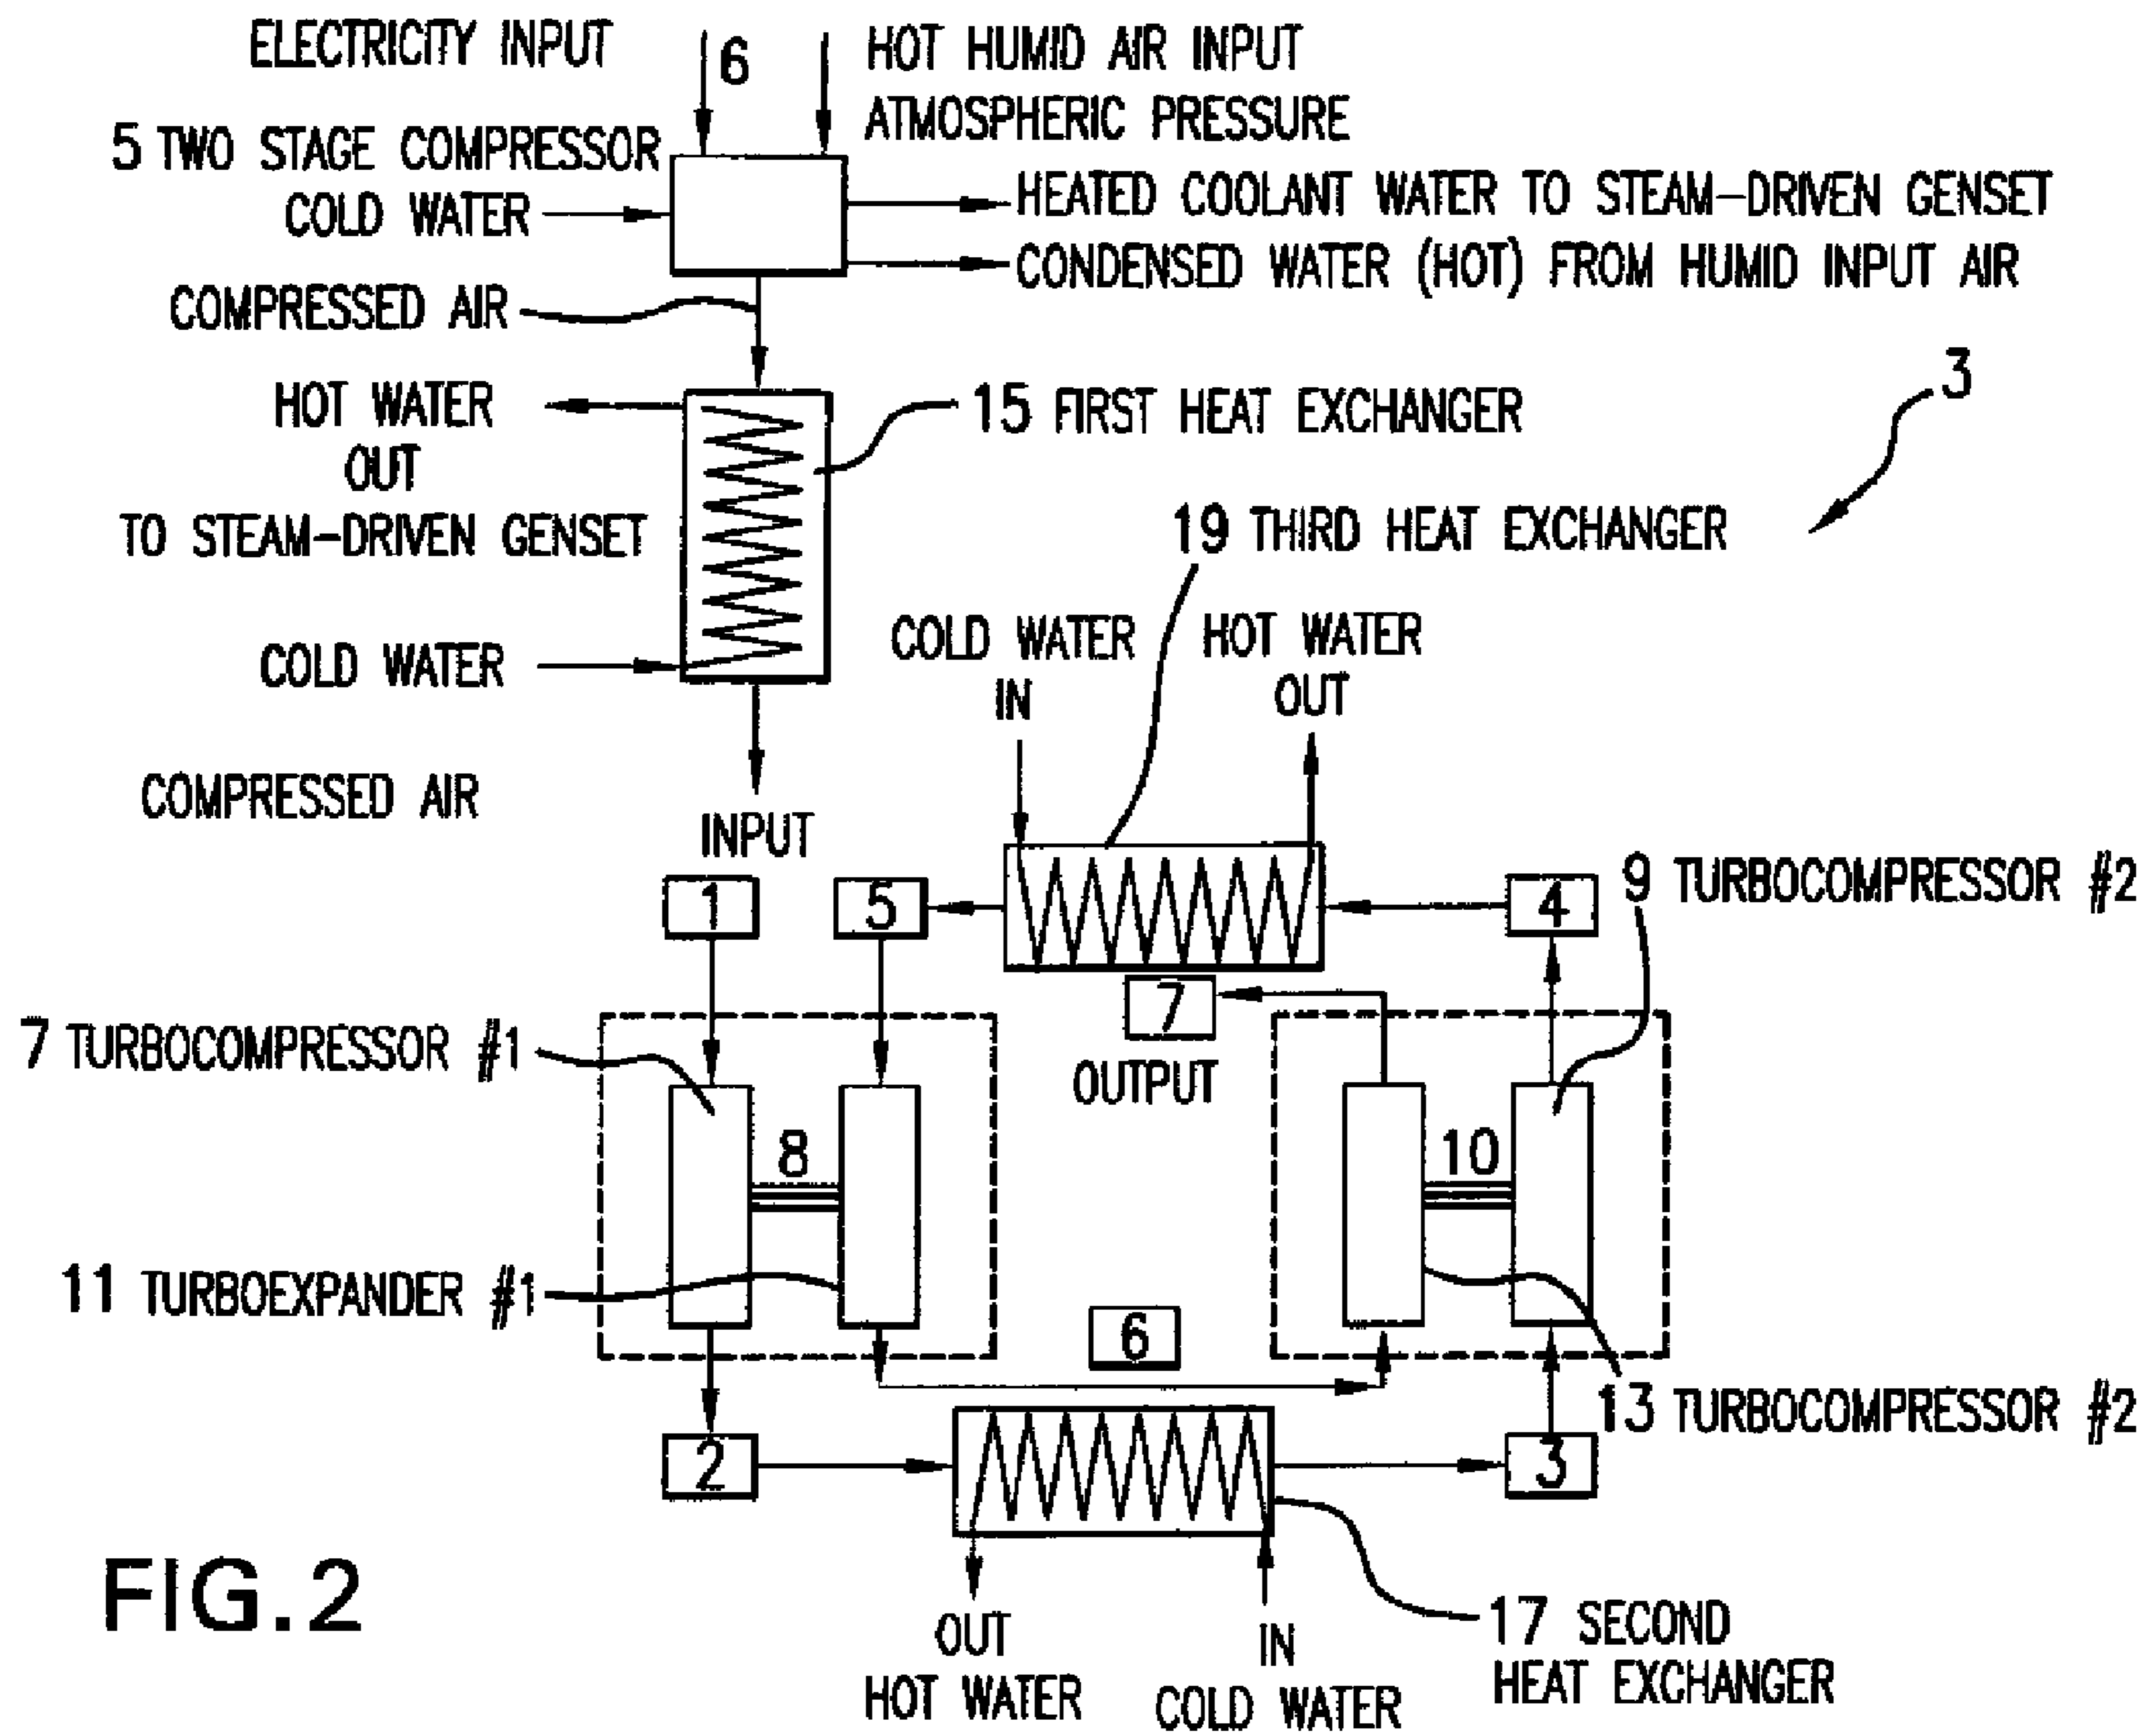 ELECTRICITY INPUT
6
HOT HUMID AIR INPUT
ATMOSPHERIC PRESSURE
5 TWO STAGE COMPRESSOR
COLD WATER
HEATED COOLANT WATER TO STEAM-DRIVEN GENSET
CONDENSED WATER (HOT) FROM HUMID INPUT AIR
COMPRESSED AIR
3
HOT WATER
OUT
TO STEAM-DRIVEN GENSET
15 FIRST HEAT EXCHANGER
19 THIRD HEAT EXCHANGER
COLD WATER
COLD WATER
IN
HOT WATER
OUT
COMPRESSED AIR
INPUT
1
5
4
9 TURBOCOMPRESSOR #2
7
OUTPUT
7 TURBOCOMPRESSOR #1
8
10
11 TURBOEXPANDER #1
6
13 TURBOCOMPRESSOR #2
2
3
OUT
HOT WATER
IN
COLD WATER
17 SECOND
HEAT EXCHANGER
FIG.2